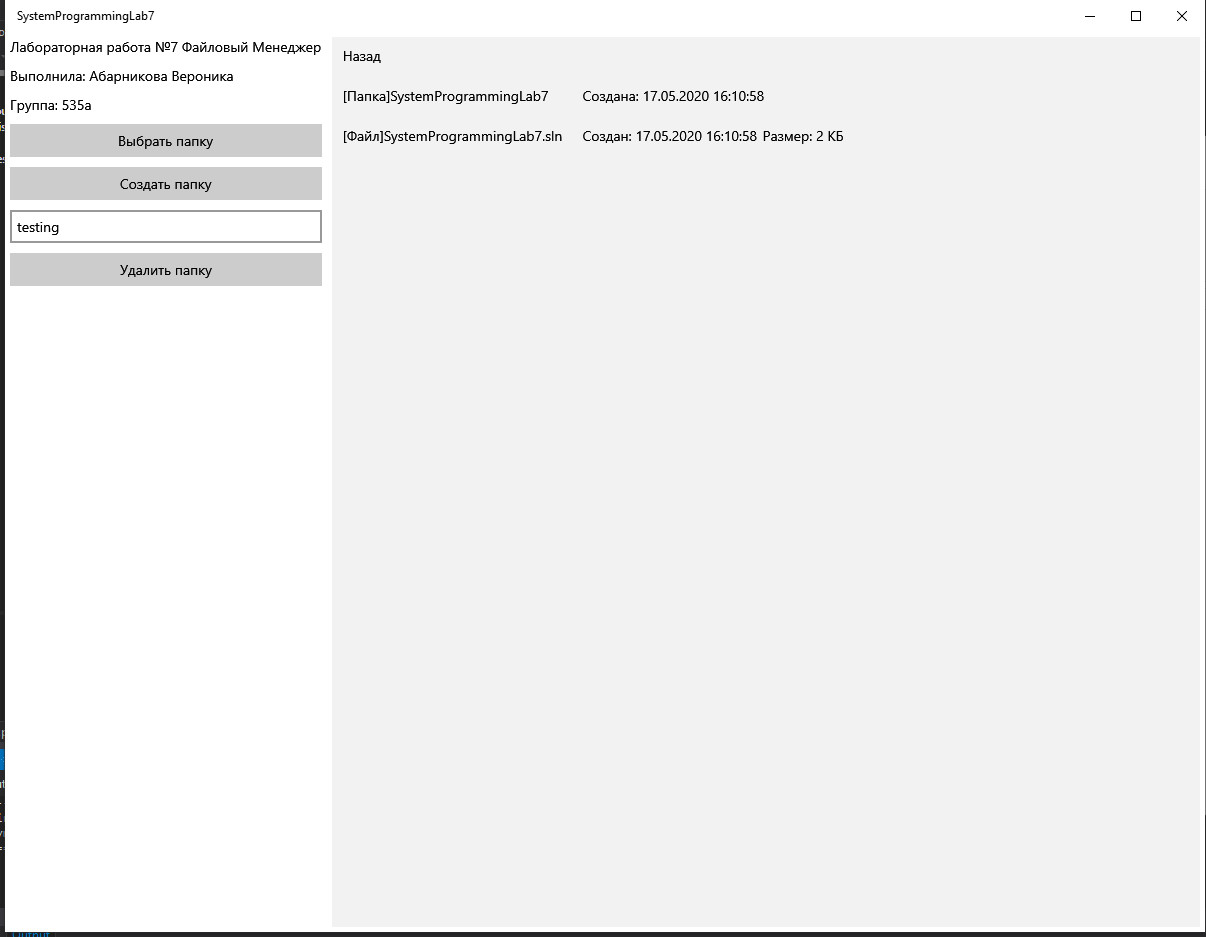 SystemProgrammingLab7
Лабораторная работа №7 Файловый Менеджер
Выполнила: Абарникова Вероника
Группа: 535а
Выбрать папку
Создать папку
testing
Удалить папку
Назад
[Папка]SystemProgrammingLab7 Создана: 17.05.2020 16:10:58
[Файл]SystemProgrammingLab7.sln Создан: 17.05.2020 16:10:58 Размер: 2 КБ